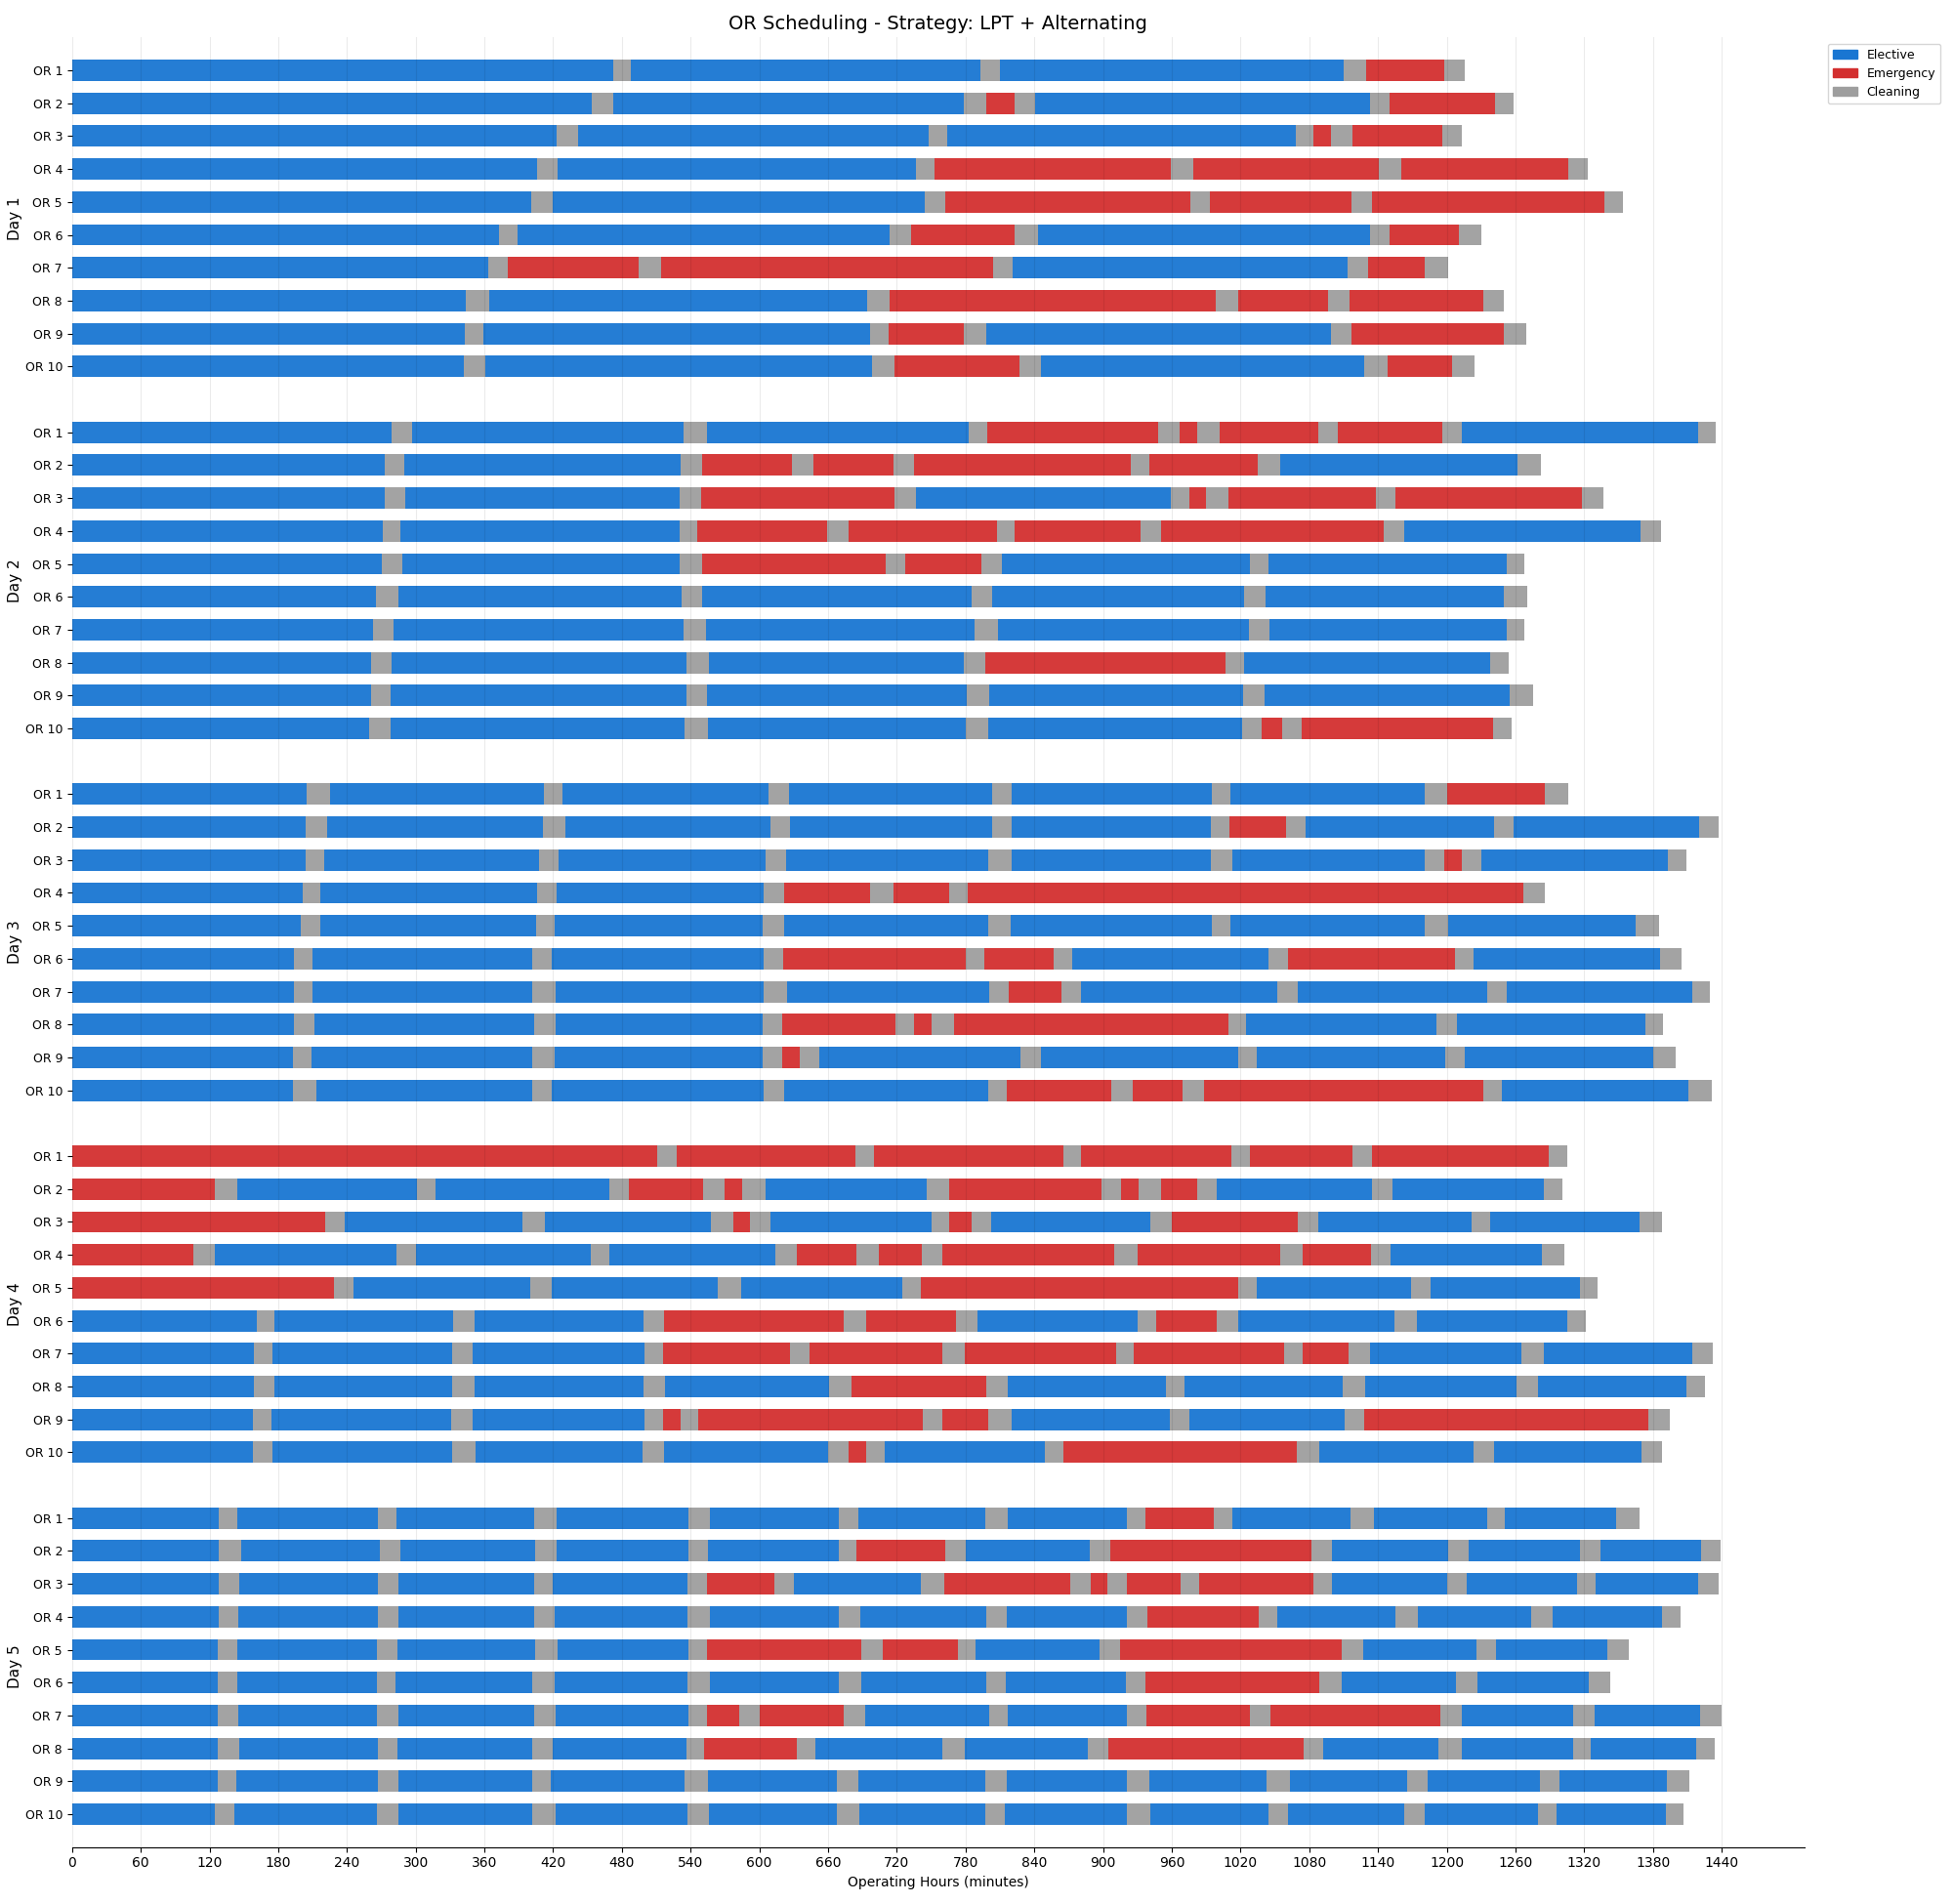 OR Scheduling - Strategy: LPT + Alternating
Elective
Emergency
Cleaning
Day 1
OR 1
OR 2
OR 3
OR 4
OR 5
OR 6
OR 7
OR 8
OR 9
OR 10
Day 2
OR 1
OR 2
OR 3
OR 4
OR 5
OR 6
OR 7
OR 8
OR 9
OR 10
Day 3
OR 1
OR 2
OR 3
OR 4
OR 5
OR 6
OR 7
OR 8
OR 9
OR 10
Day 4
OR 1
OR 2
OR 3
OR 4
OR 5
OR 6
OR 7
OR 8
OR 9
OR 10
Day 5
OR 1
OR 2
OR 3
OR 4
OR 5
OR 6
OR 7
OR 8
OR 9
OR 10
0 60 120 180 240 300 360 420 480 540 600 660 720 780 840 900 960 1020 1080 1140 1200 1260 1320 1380 1440
Operating Hours (minutes)